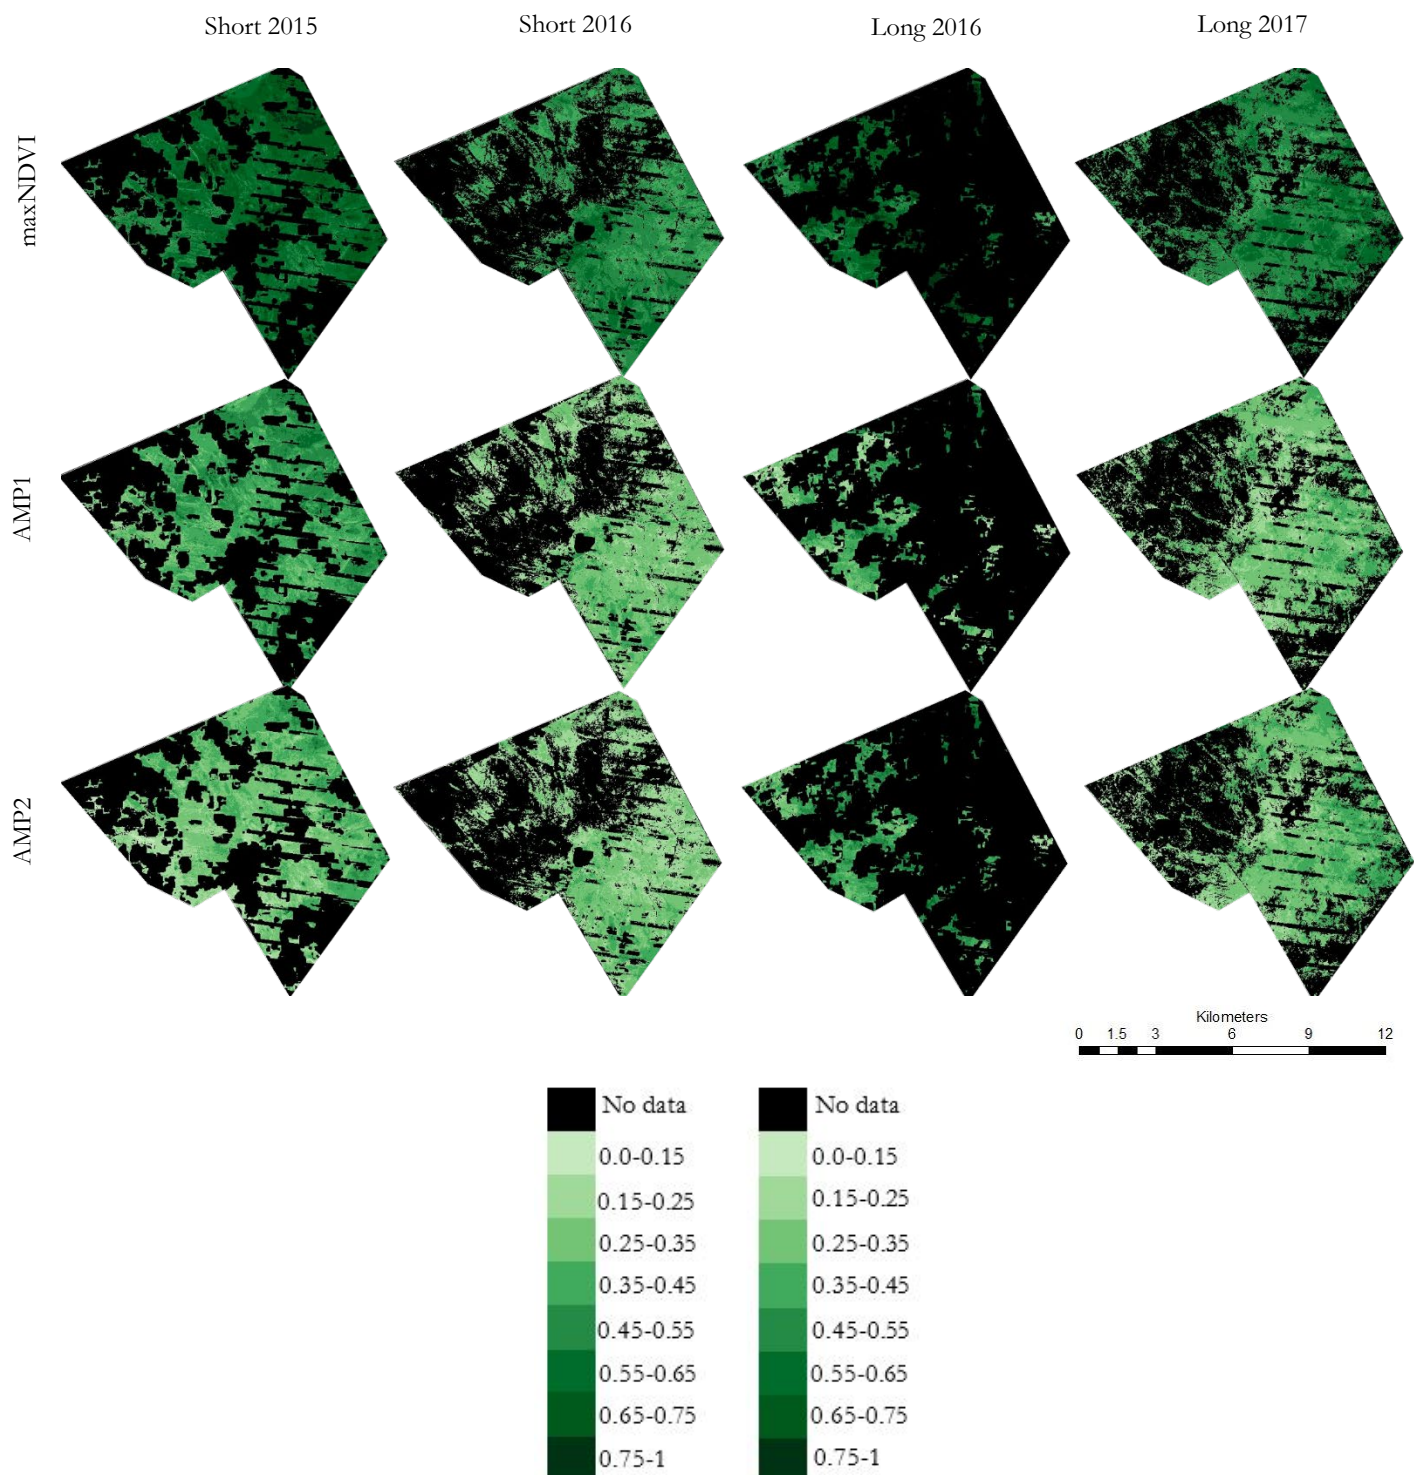 Short 2015 Short 2016 Long 2016 Long 2017
maxNDVI
AMP1
AMP2
Kilometers
0 1.5 3 6 9 12
No data No data
0.0-0.15 0.0-0.15
0.15-0.25 0.15-0.25
0.25-0.35 0.25-0.35
0.35-0.45 0.35-0.45
0.45-0.55 0.45-0.55
0.55-0.65 0.55-0.65
0.65-0.75 0.65-0.75
0.75-1 0.75-1